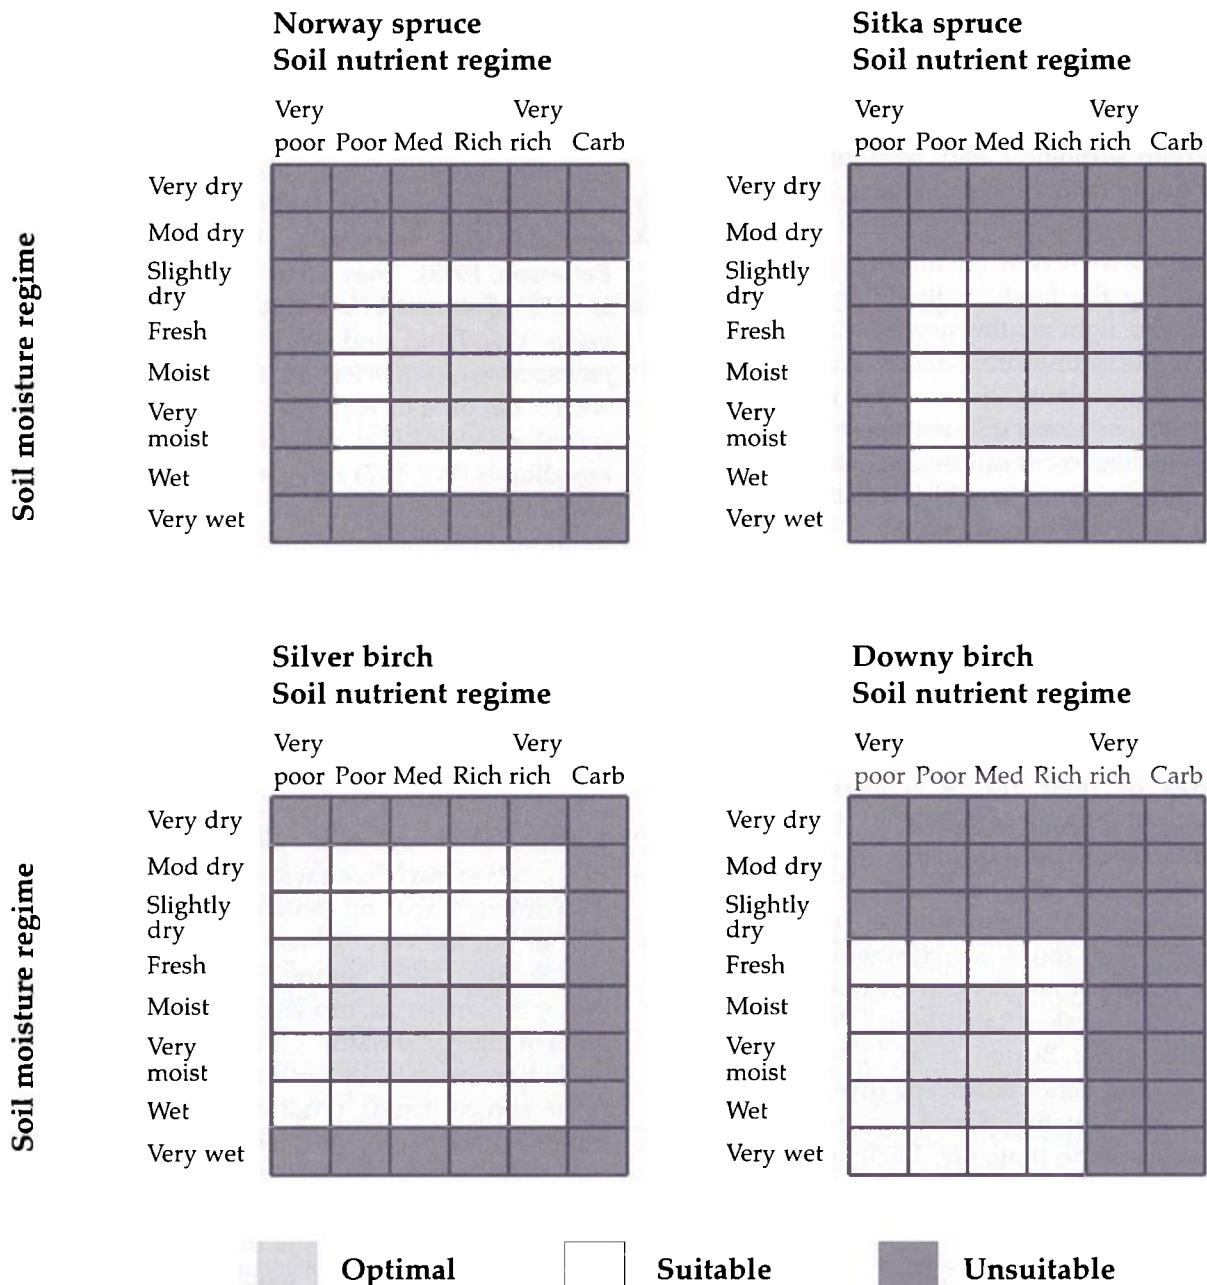 Norway spruce
Soil nutrient regime
Very Very
poor Poor Med Rich rich Carb
Soil moisture regime
Very dry
Mod dry
Slightly
dry
Fresh
Moist
Very
moist
Wet
Very wet
Sitka spruce
Soil nutrient regime
Very Very
poor Poor Med Rich rich Carb
Very dry
Mod dry
Slightly
dry
Fresh
Moist
Very
moist
Wet
Very wet
Silver birch
Soil nutrient regime
Very Very
poor Poor Med Rich rich Carb
Soil moisture regime
Very dry
Mod dry
Slightly
dry
Fresh
Moist
Very
moist
Wet
Very wet
Downy birch
Soil nutrient regime
Very Very
poor Poor Med Rich rich Carb
Very dry
Mod dry
Slightly
dry
Fresh
Moist
Very
moist
Wet
Very wet
Optimal Suitable Unsuitable